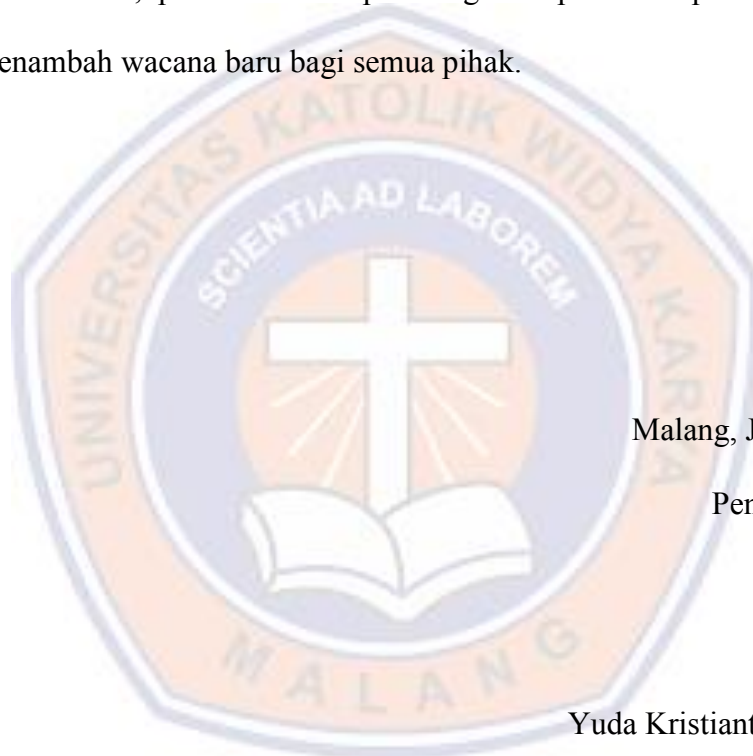 enambah wacana baru bagi semua pihak.
UNIVERSITAS KATOLIK WIDYA KARYA
SCIENTIA AD LABOREM
Malang, J
Pen
MALANG
Yuda Kristiant